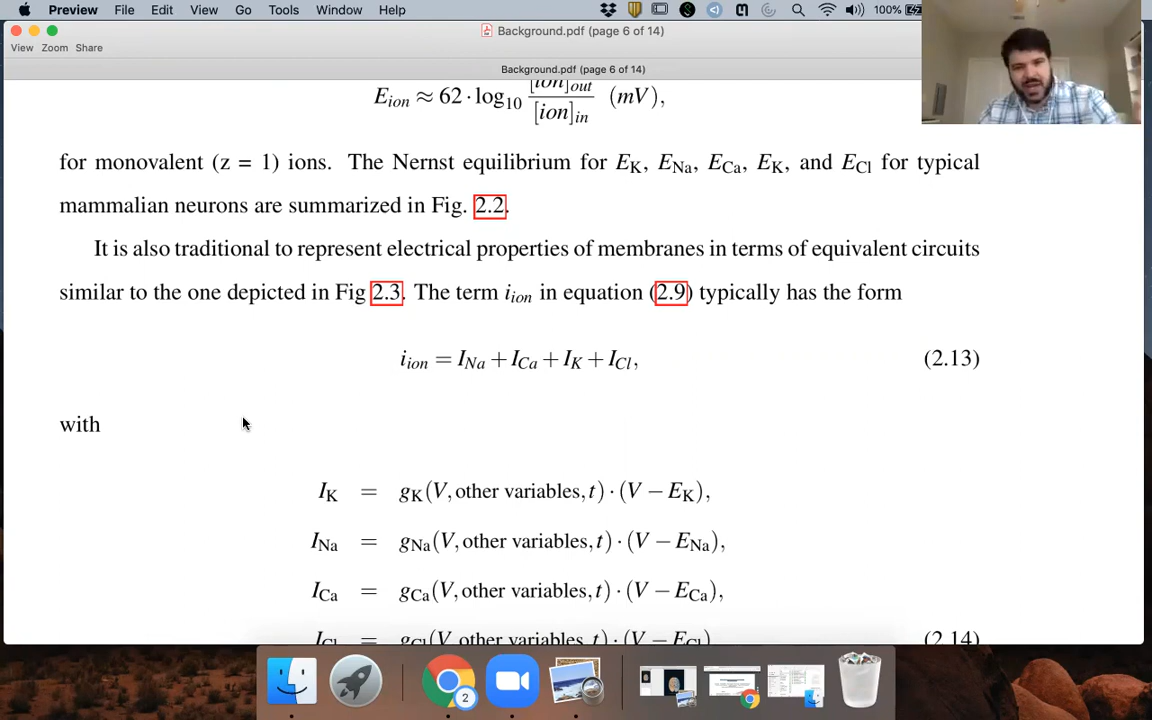 Preview File Edit View Go Tools Window Help 100%
Background.pdf (page 6 of 14)
View Zoom Share
Background.pdf (page 6 of 14)
E_ion ≈ 62 · log₁₀ [ion]_out / [ion]_in (mV),
for monovalent (z = 1) ions. The Nernst equilibrium for E_K, E_Na, E_Ca, E_K, and E_Cl for typical
mammalian neurons are summarized in Fig. 2.2.
It is also traditional to represent electrical properties of membranes in terms of equivalent circuits
similar to the one depicted in Fig 2.3. The term i_ion in equation (2.9) typically has the form
i_ion = I_Na + I_Ca + I_K + I_Cl, (2.13)
with
I_K = g_K(V, other variables, t) · (V − E_K),
I_Na = g_Na(V, other variables, t) · (V − E_Na),
I_Ca = g_Ca(V, other variables, t) · (V − E_Ca),
I_Cl = g_Cl(V, other variables, t) · (V − E_Cl) (2.14)
2